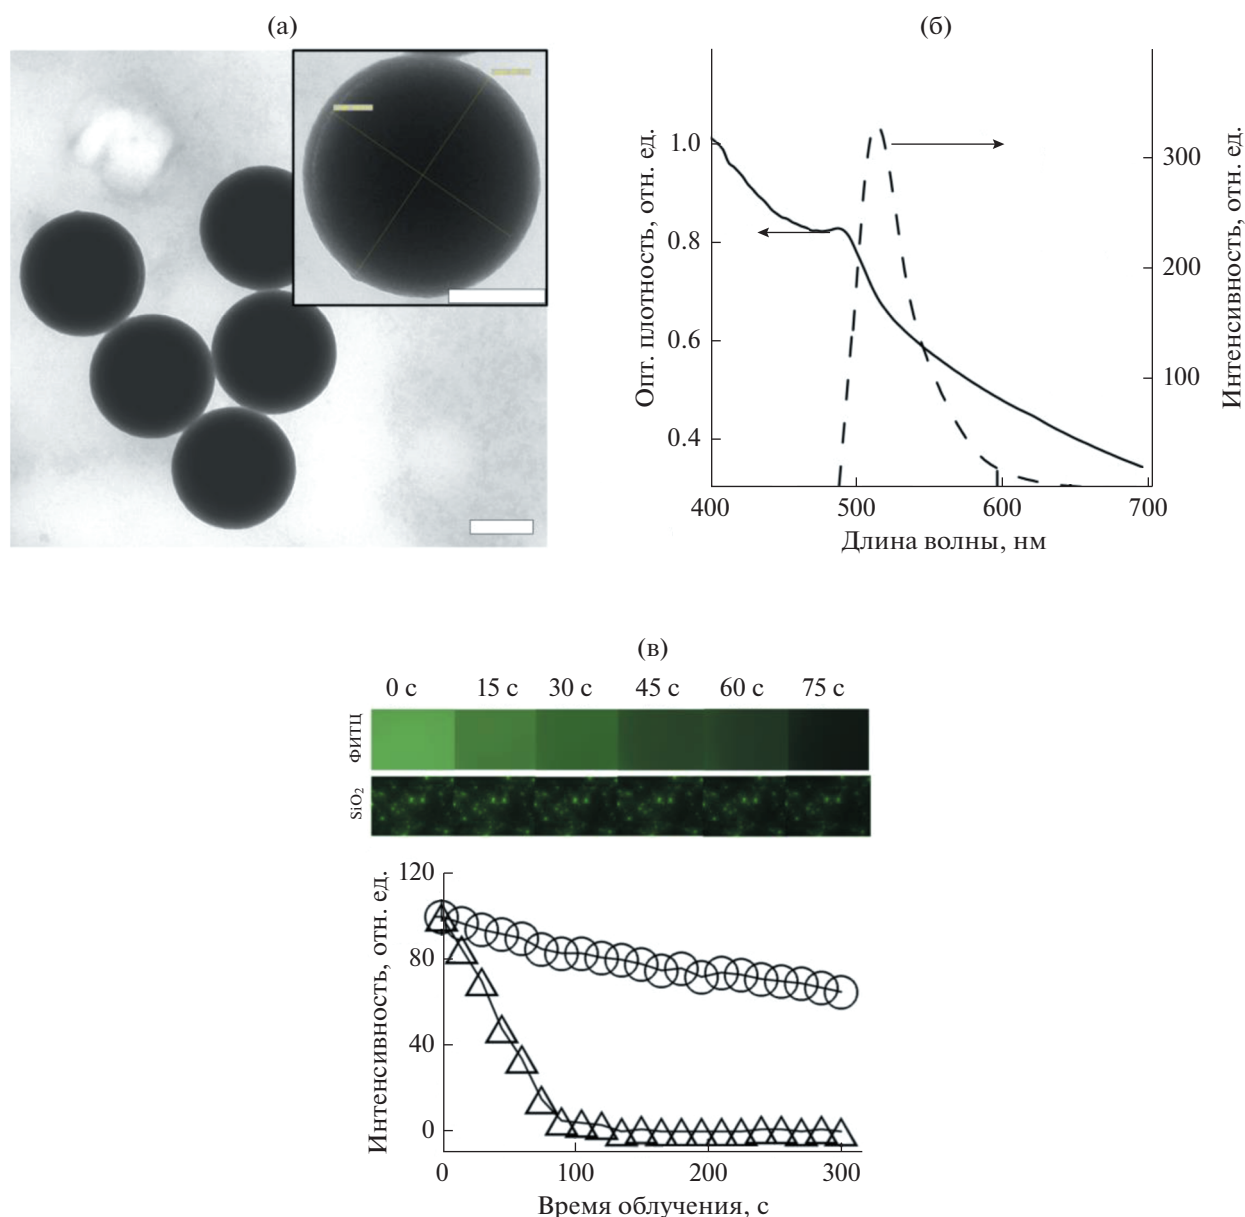 (а)
(б)
Опт. плотность, отн. ед.
1.0
0.8
0.6
0.4
300
200
100
Интенсивность, отн. ед.
400
500
600
700
Длина волны, нм
(в)
0 с
15 с
30 с
45 с
60 с
75 с
ФИТЦ
SiO₂
Интенсивность, отн. ед.
120
80
40
0
0
100
200
300
Время облучения, с